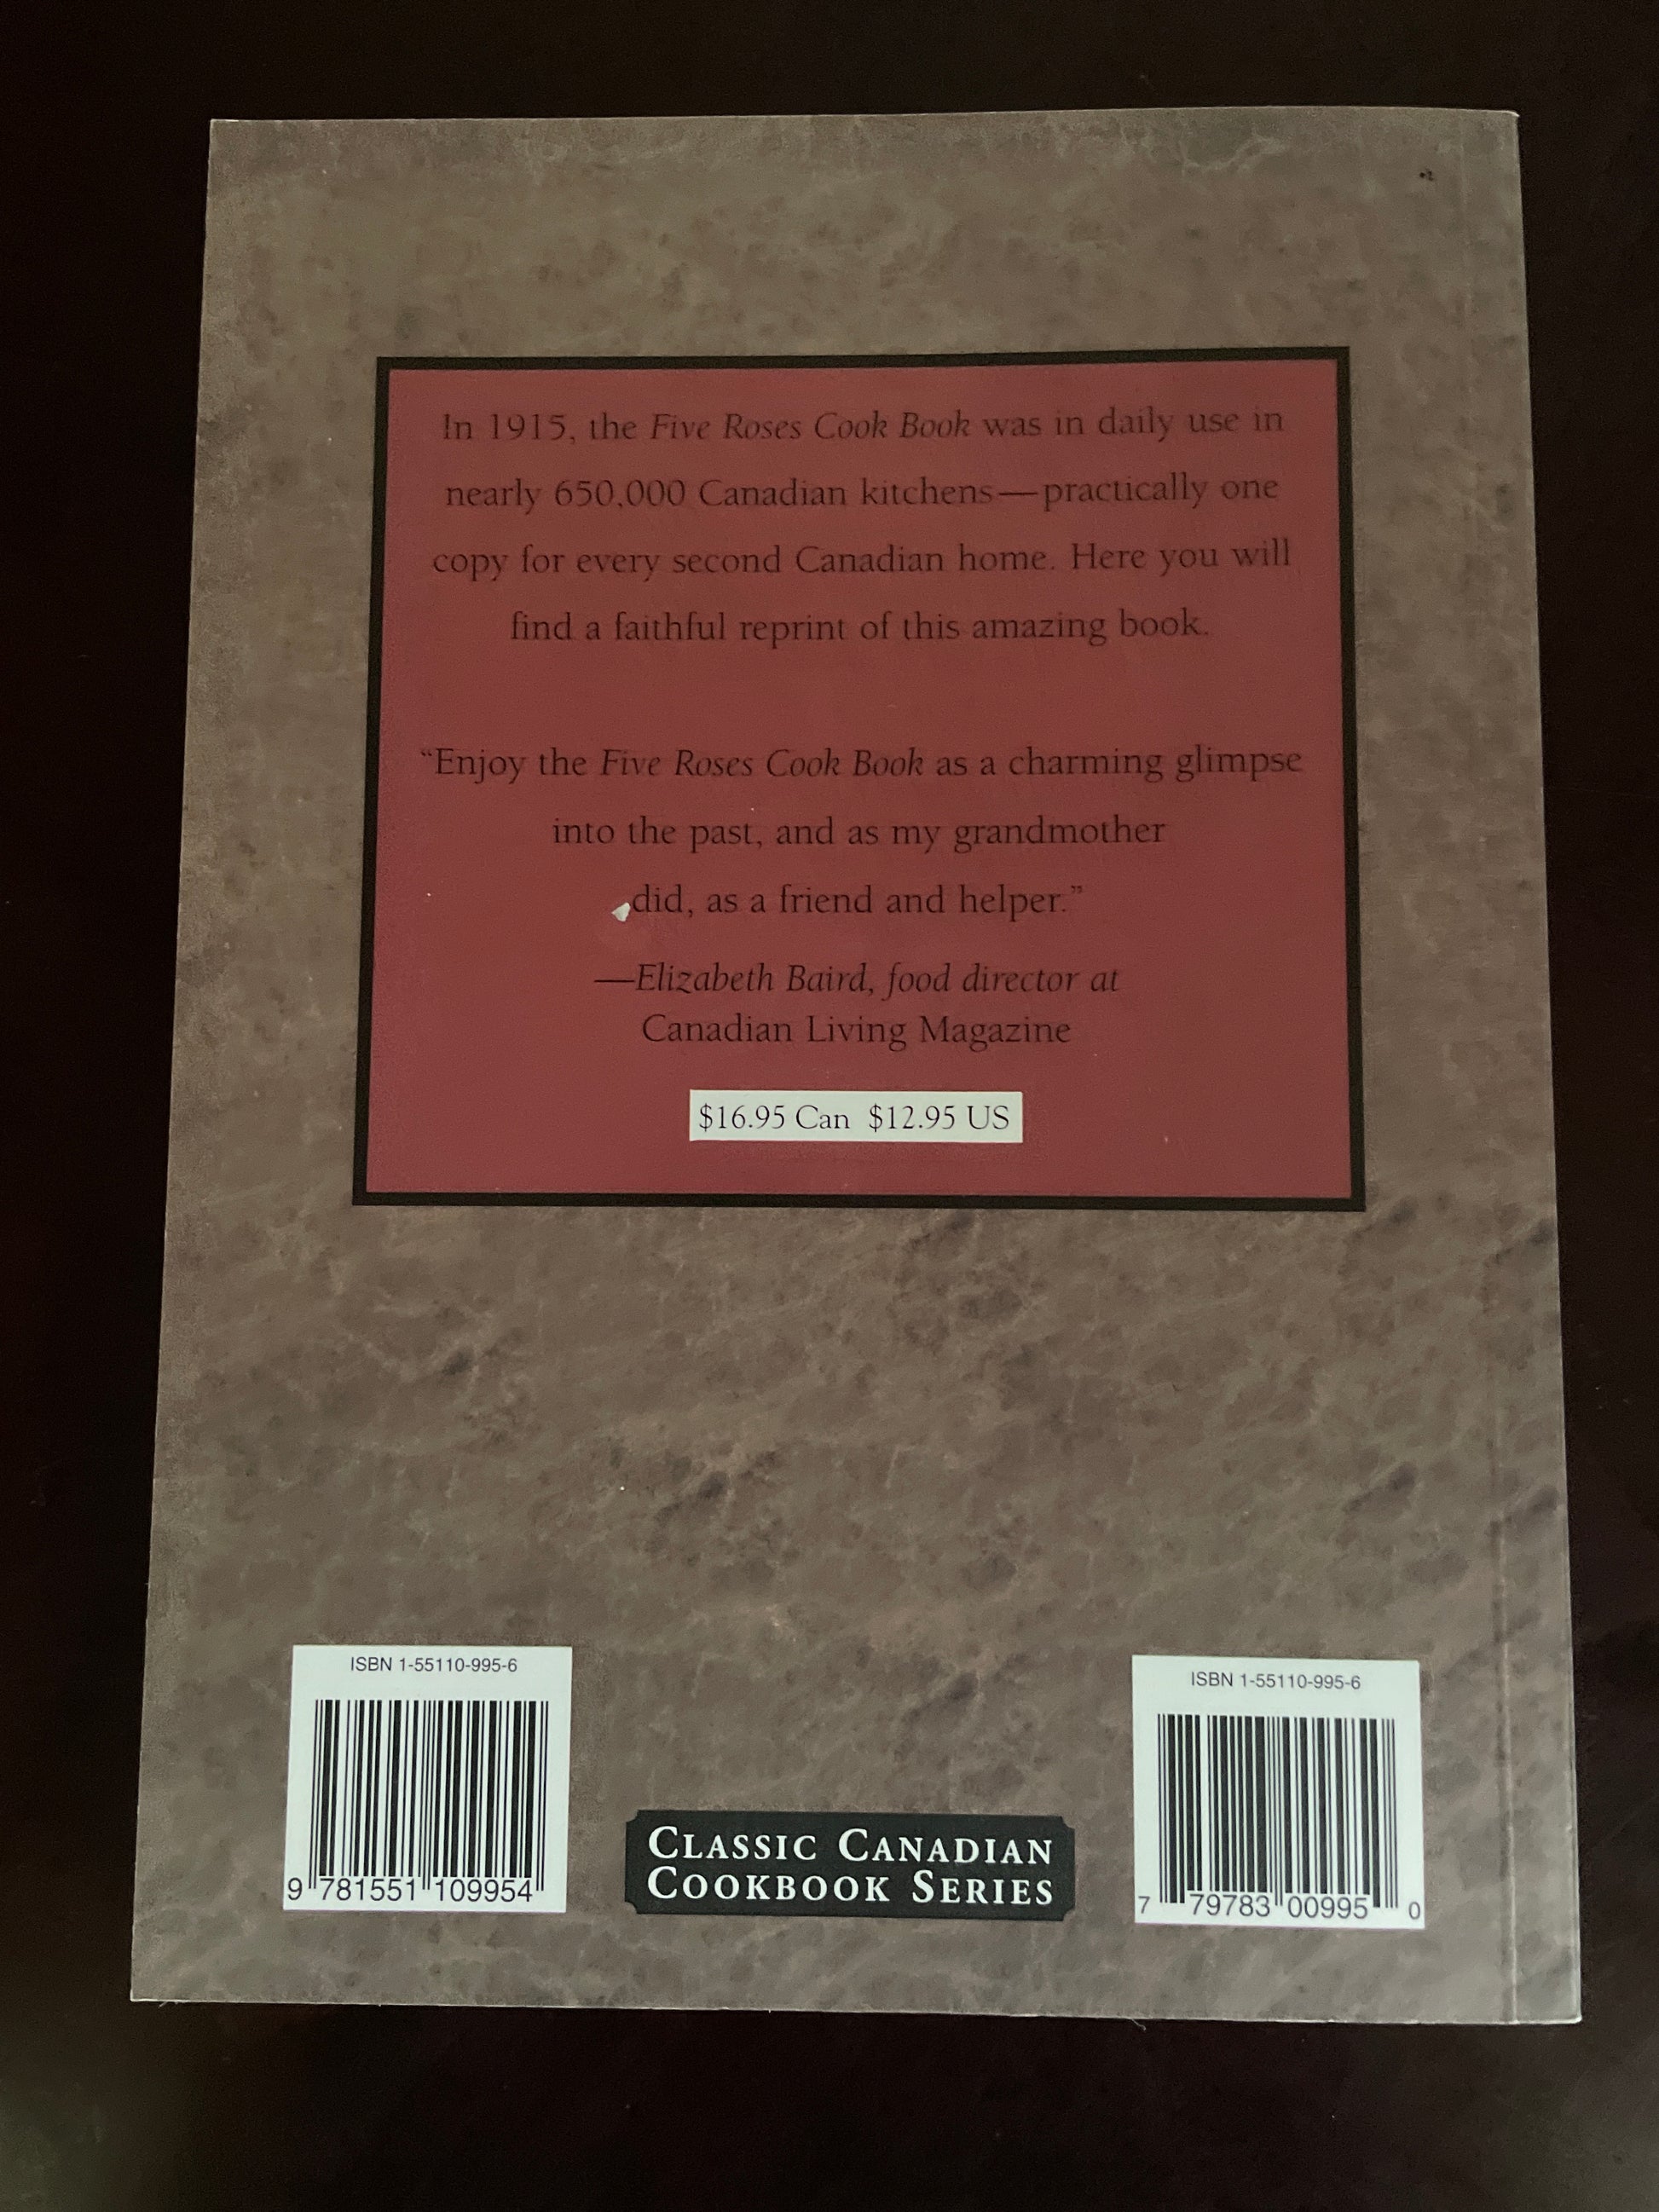 In 1915, the Five Roses Cook Book was in daily use in
nearly 650,000 Canadian kitchens—practically one
copy for every second Canadian home. Here you will
find a faithful reprint of this amazing book.
“Enjoy the Five Roses Cook Book as a charming glimpse
into the past, and as my grandmother
did, as a friend and helper.”
—Elizabeth Baird, food director at
Canadian Living Magazine
$16.95 Can $12.95 US
ISBN 1-55110-995-6
9 781551 109954
CLASSIC CANADIAN
COOKBOOK SERIES
ISBN 1-55110-995-6
7 79783 00995 0